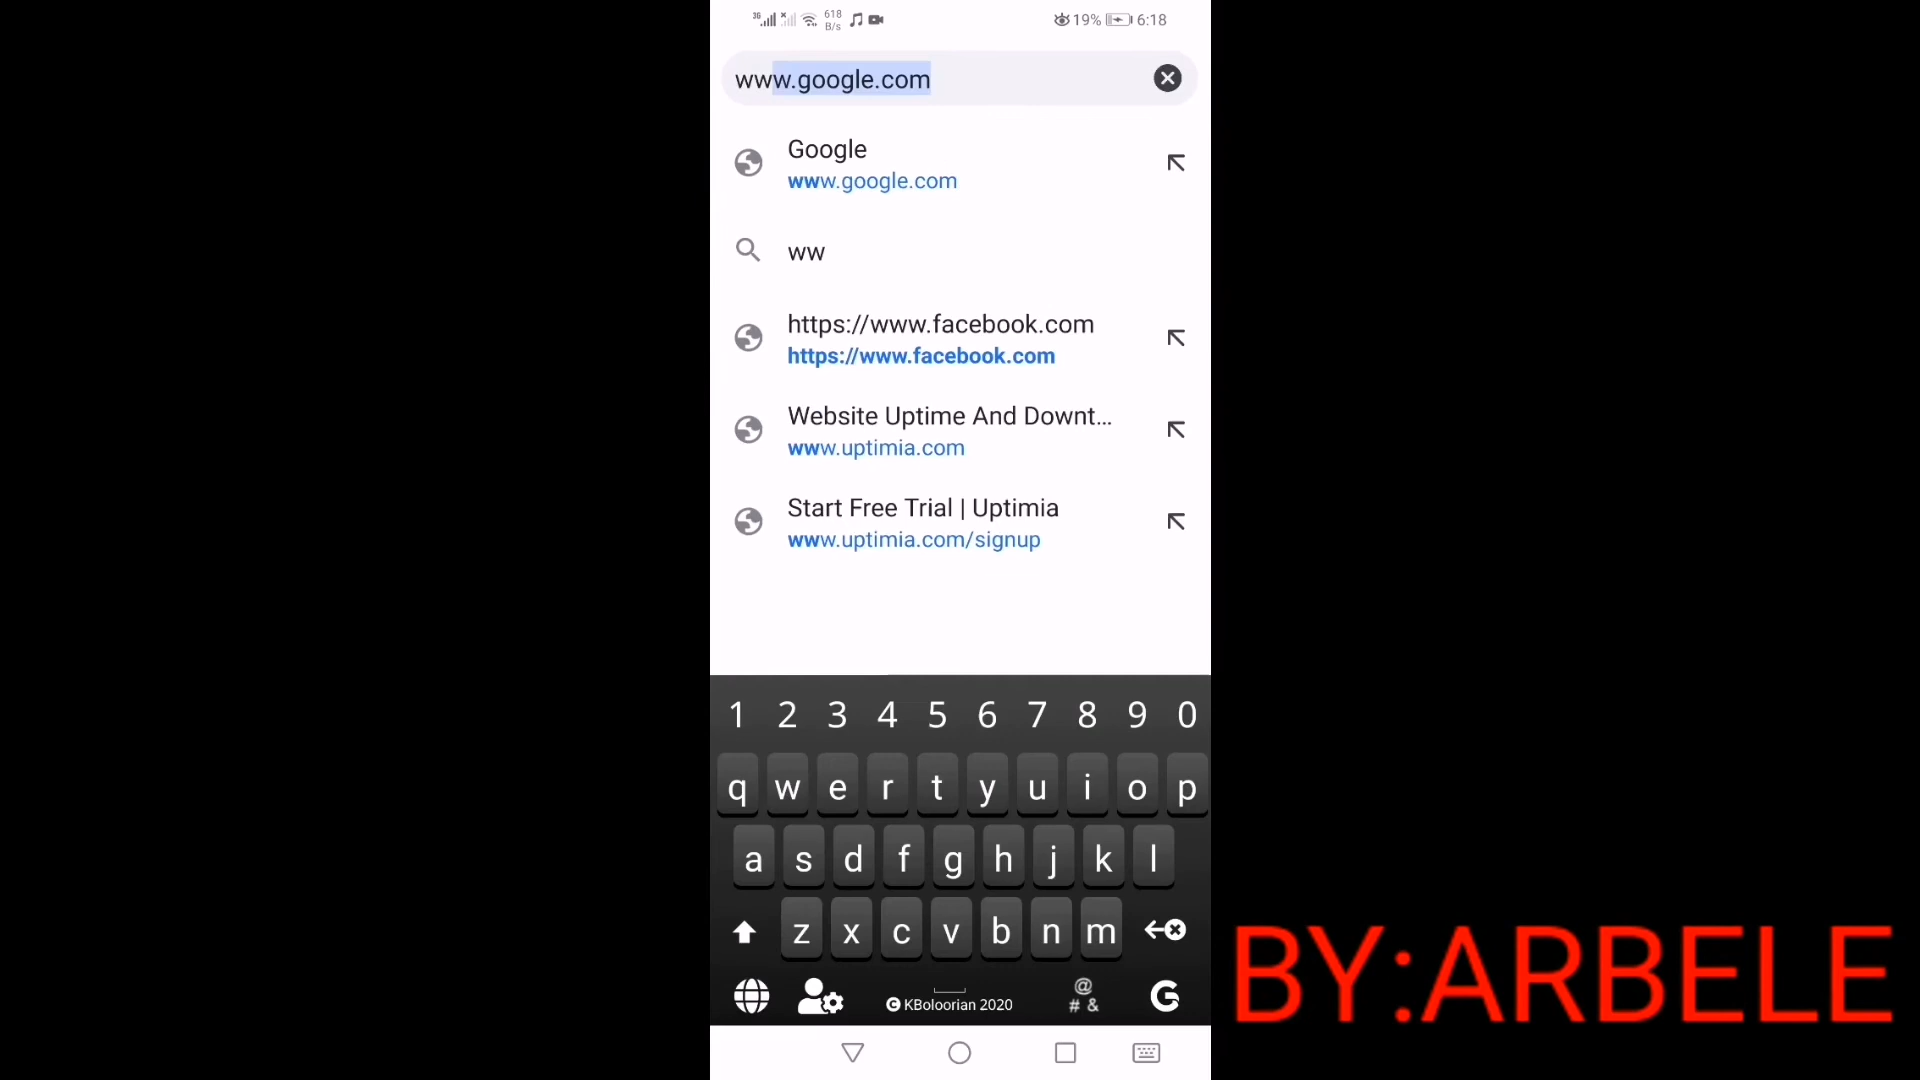 3G 618 B/s 19% 6:18
www.google.com
Google
www.google.com
ww
https://www.facebook.com
https://www.facebook.com
Website Uptime And Downt...
www.uptimia.com
Start Free Trial | Uptimia
www.uptimia.com/signup
1 2 3 4 5 6 7 8 9 0
q w e r t y u i o p
a s d f g h j k l
z x c v b n m
© KBoloorian 2020 @ # & G
BY:ARBELE